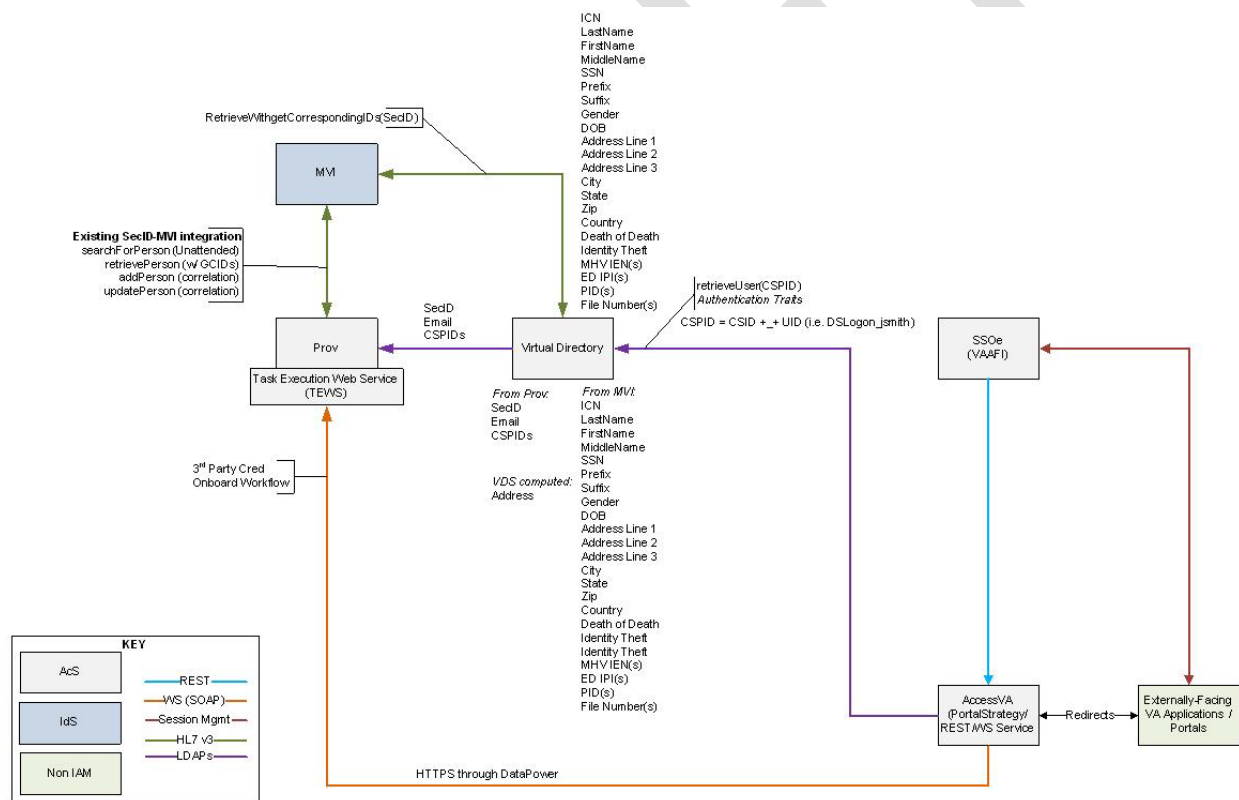 ICN
LastName
FirstName
MiddleName
SSN
Prefix
Suffix
Gender
DOB
Address Line 1
Address Line 2
Address Line 3
City
State
Zip
Country
Death of Death
Identity Theft
MHVIEN(s)
ED IPI(s)
PID(s)
File Number(s)
RetrieveWithgetCorrespondingIDs(SecID)
MVI
Existing SecID-MVI integration
searchForPerson (Unattended)
retrievePerson (w/ GCIDs)
addPerson (correlation)
updatePerson (correlation)
Prov
Task Execution Web Service
(TEWS)
SecID
Email
CSPIDs
Virtual Directory
retrieveUser(CSPID)
Authentication Traits
CSPID = CSID +_+ UID (i.e. DSLogon_jsmith)
SSOe
(VAAFI)
From Prov:
SecID
Email
CSPIDs
VDS computed:
Address
From MVI:
ICN
LastName
FirstName
MiddleName
SSN
Prefix
Suffix
Gender
DOB
Address Line 1
Address Line 2
Address Line 3
City
State
Zip
Country
Death of Death
Identity Theft
Identity Theft
MHVIEN(s)
ED IPI(s)
PID(s)
File Number(s)
3rd Party Cred
Onboard Workflow
KEY
AcS
IdS
Non IAM
REST
WS (SOAP)
Session Mgmt
HL7 v3
LDAPs
HTTPS through DataPower
AccessVA
(PortalStrategy/
REST/WS Service
Redirects
Externally-Facing
VA Applications /
Portals